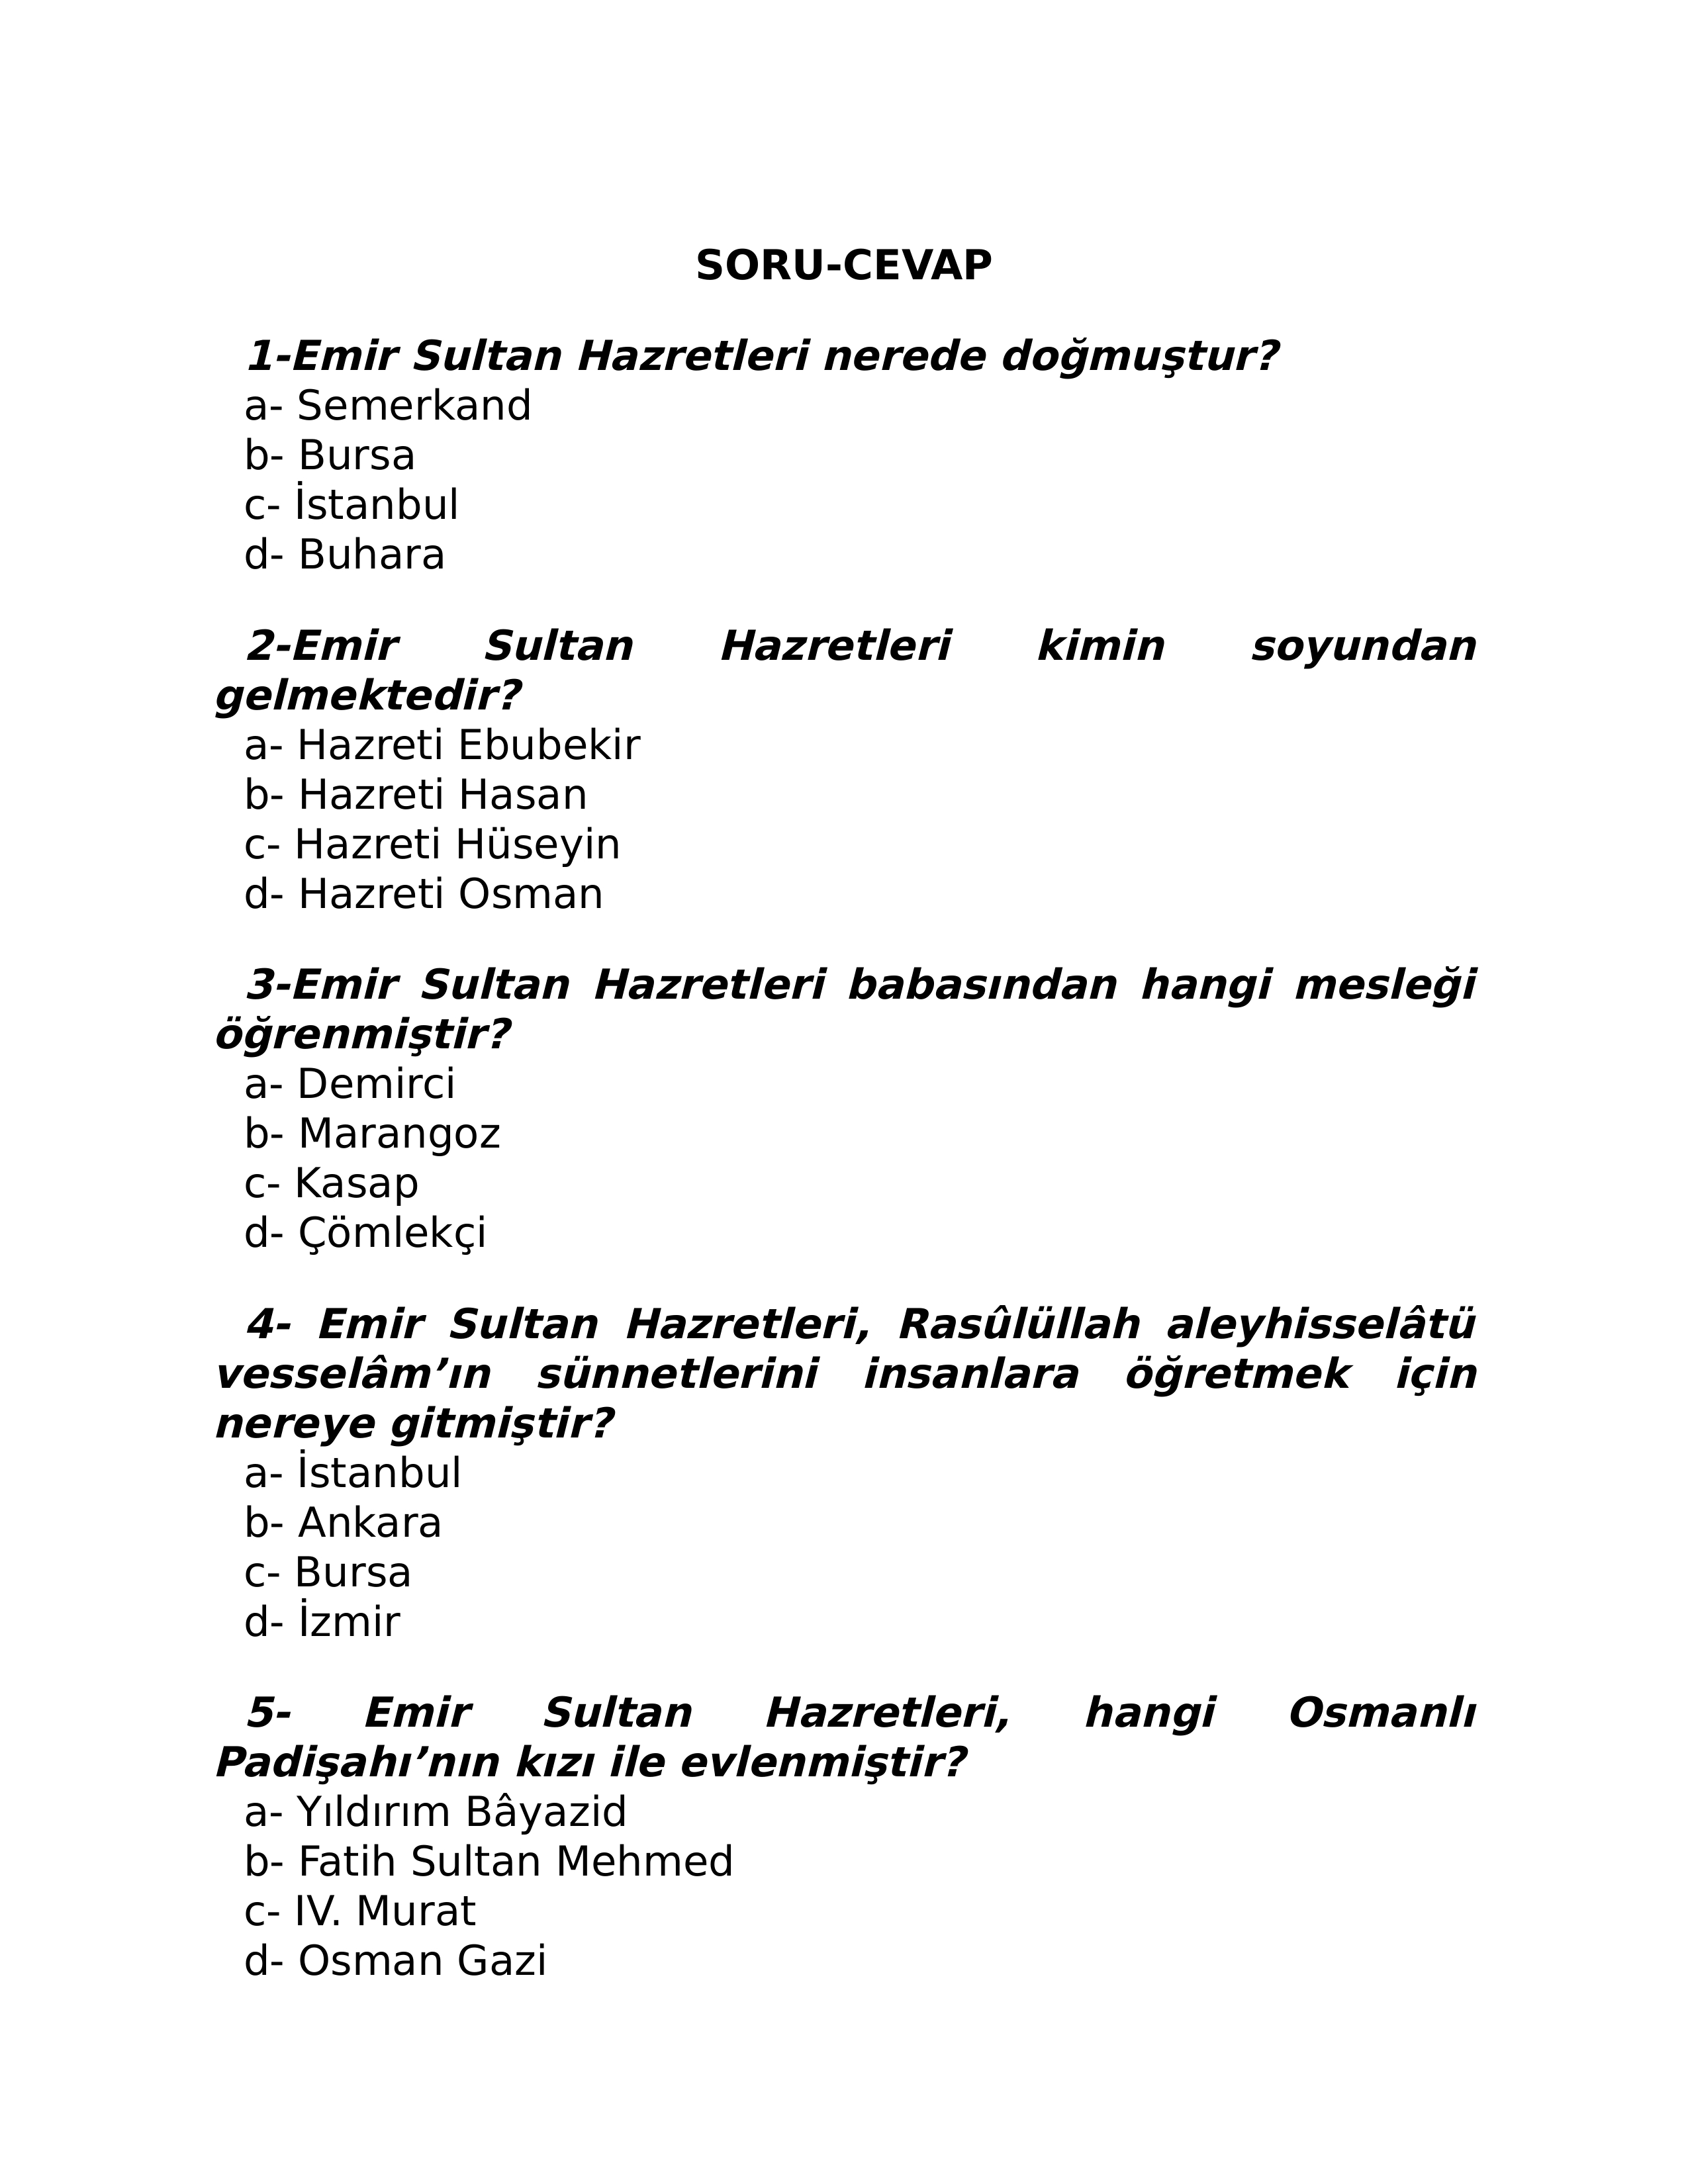 SORU-CEVAP
1-Emir Sultan Hazretleri nerede doğmuştur?
a- Semerkand
b- Bursa
c- İstanbul
d- Buhara
2-Emir Sultan Hazretleri kimin soyundan
gelmektedir?
a- Hazreti Ebubekir
b- Hazreti Hasan
c- Hazreti Hüseyin
d- Hazreti Osman
3-Emir Sultan Hazretleri babasından hangi mesleği
öğrenmiştir?
a- Demirci
b- Marangoz
c- Kasap
d- Çömlekçi
4- Emir Sultan Hazretleri, Rasûlüllah aleyhisselâtü
vesselâm’ın sünnetlerini insanlara öğretmek için
nereye gitmiştir?
a- İstanbul
b- Ankara
c- Bursa
d- İzmir
5- Emir Sultan Hazretleri, hangi Osmanlı
Padişahı’nın kızı ile evlenmiştir?
a- Yıldırım Bâyazid
b- Fatih Sultan Mehmed
c- IV. Murat
d- Osman Gazi